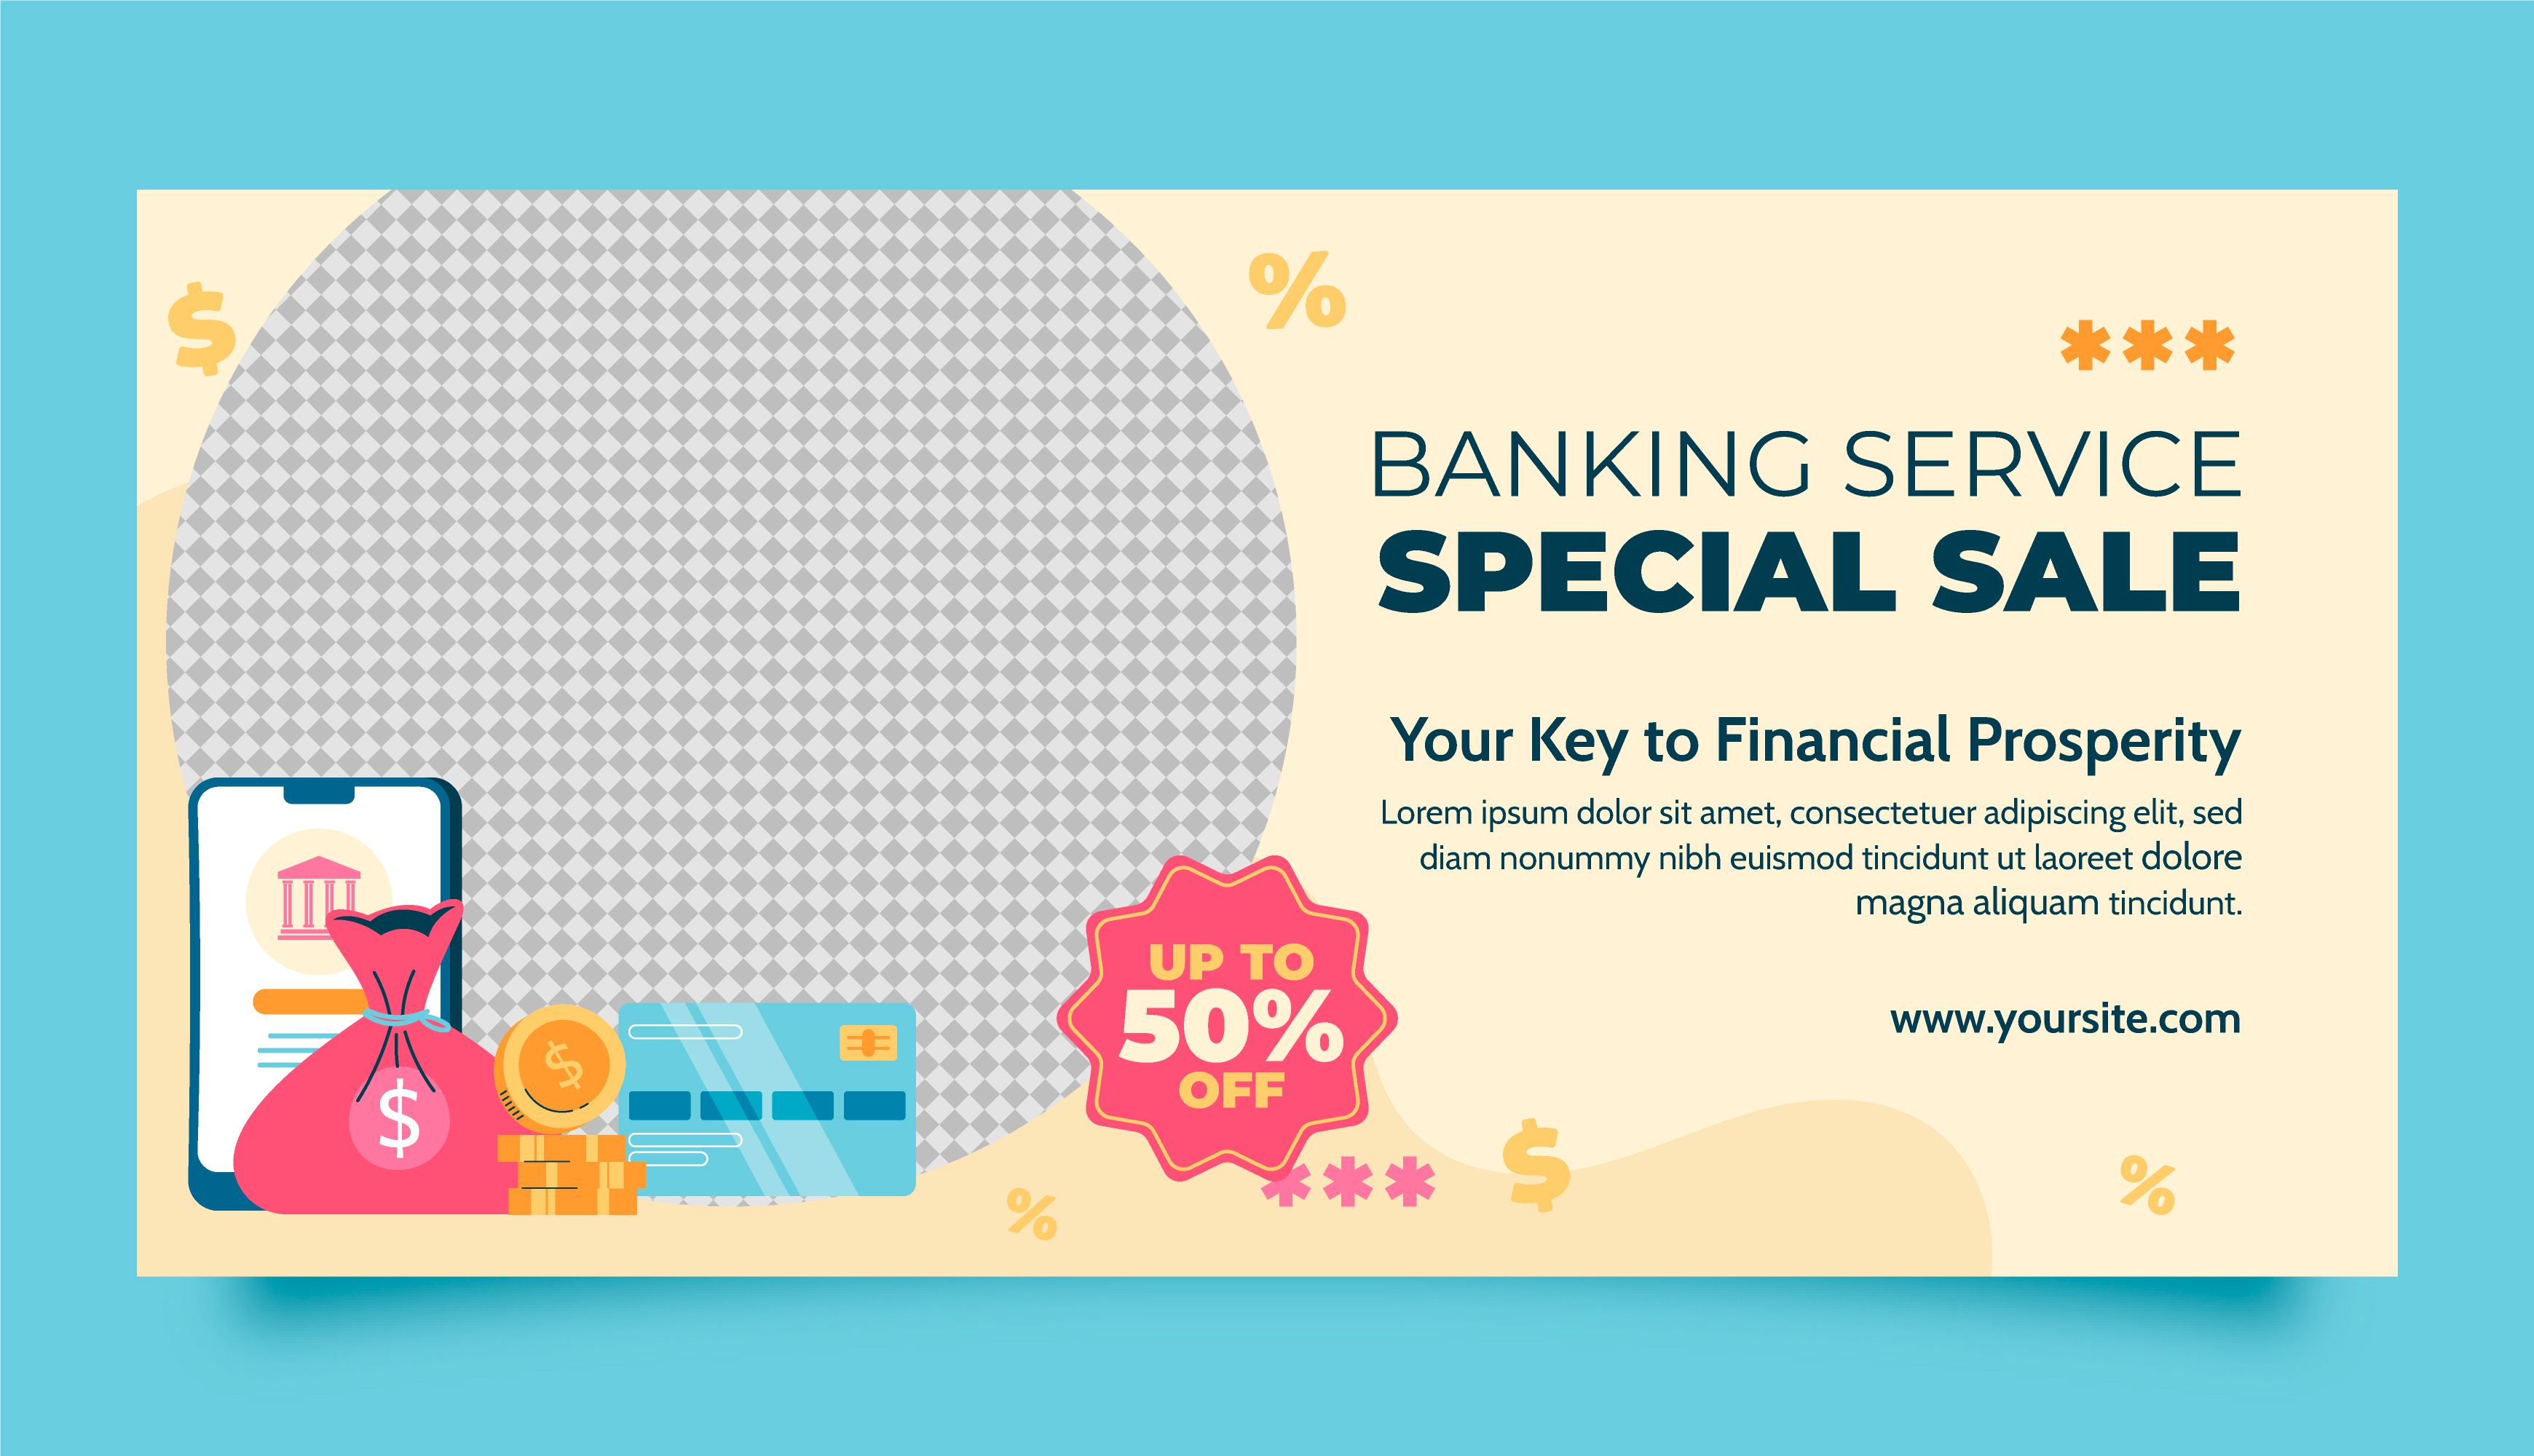 $
%
***
BANKING SERVICE
SPECIAL SALE
Your Key to Financial Prosperity
Lorem ipsum dolor sit amet, consectetuer adipiscing elit, sed
diam nonummy nibh euismod tincidunt ut laoreet dolore
magna aliquam tincidunt.
www.yoursite.com
UP TO
50%
OFF
$
$
%
***
$
%